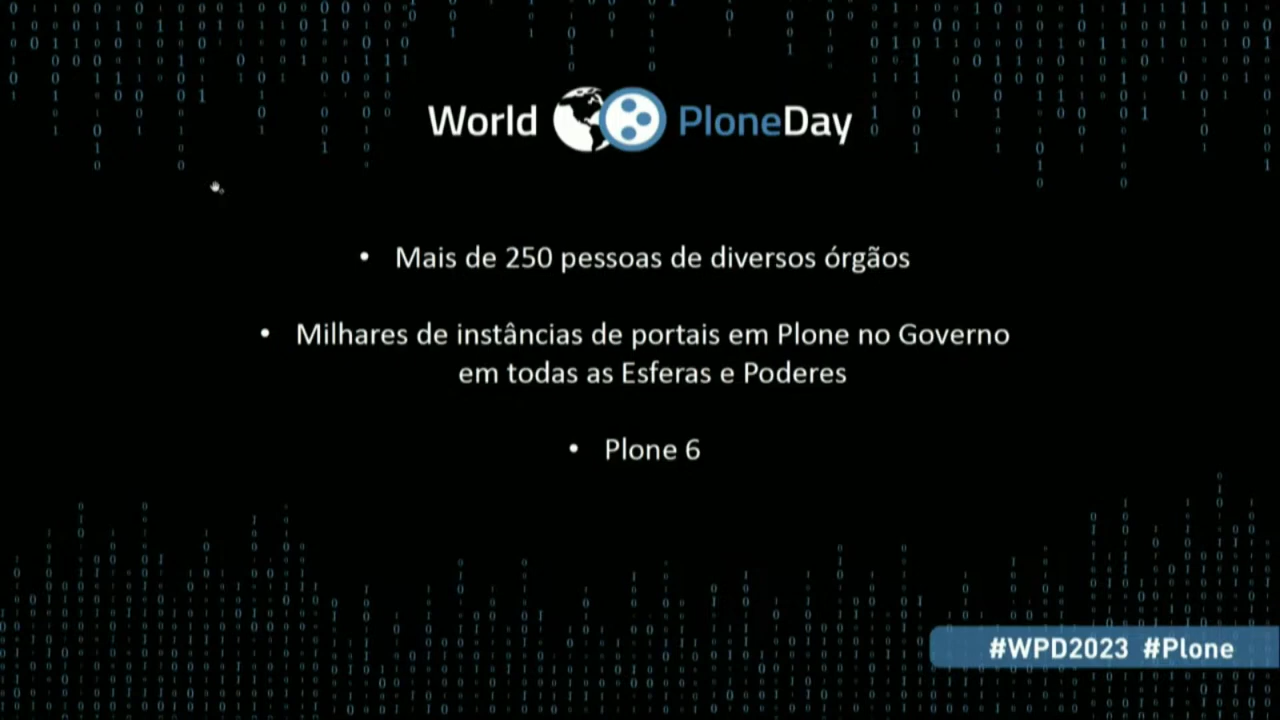 World PloneDay
• Mais de 250 pessoas de diversos órgãos
• Milhares de instâncias de portais em Plone no Governo
em todas as Esferas e Poderes
• Plone 6
#WPD2023 #Plone